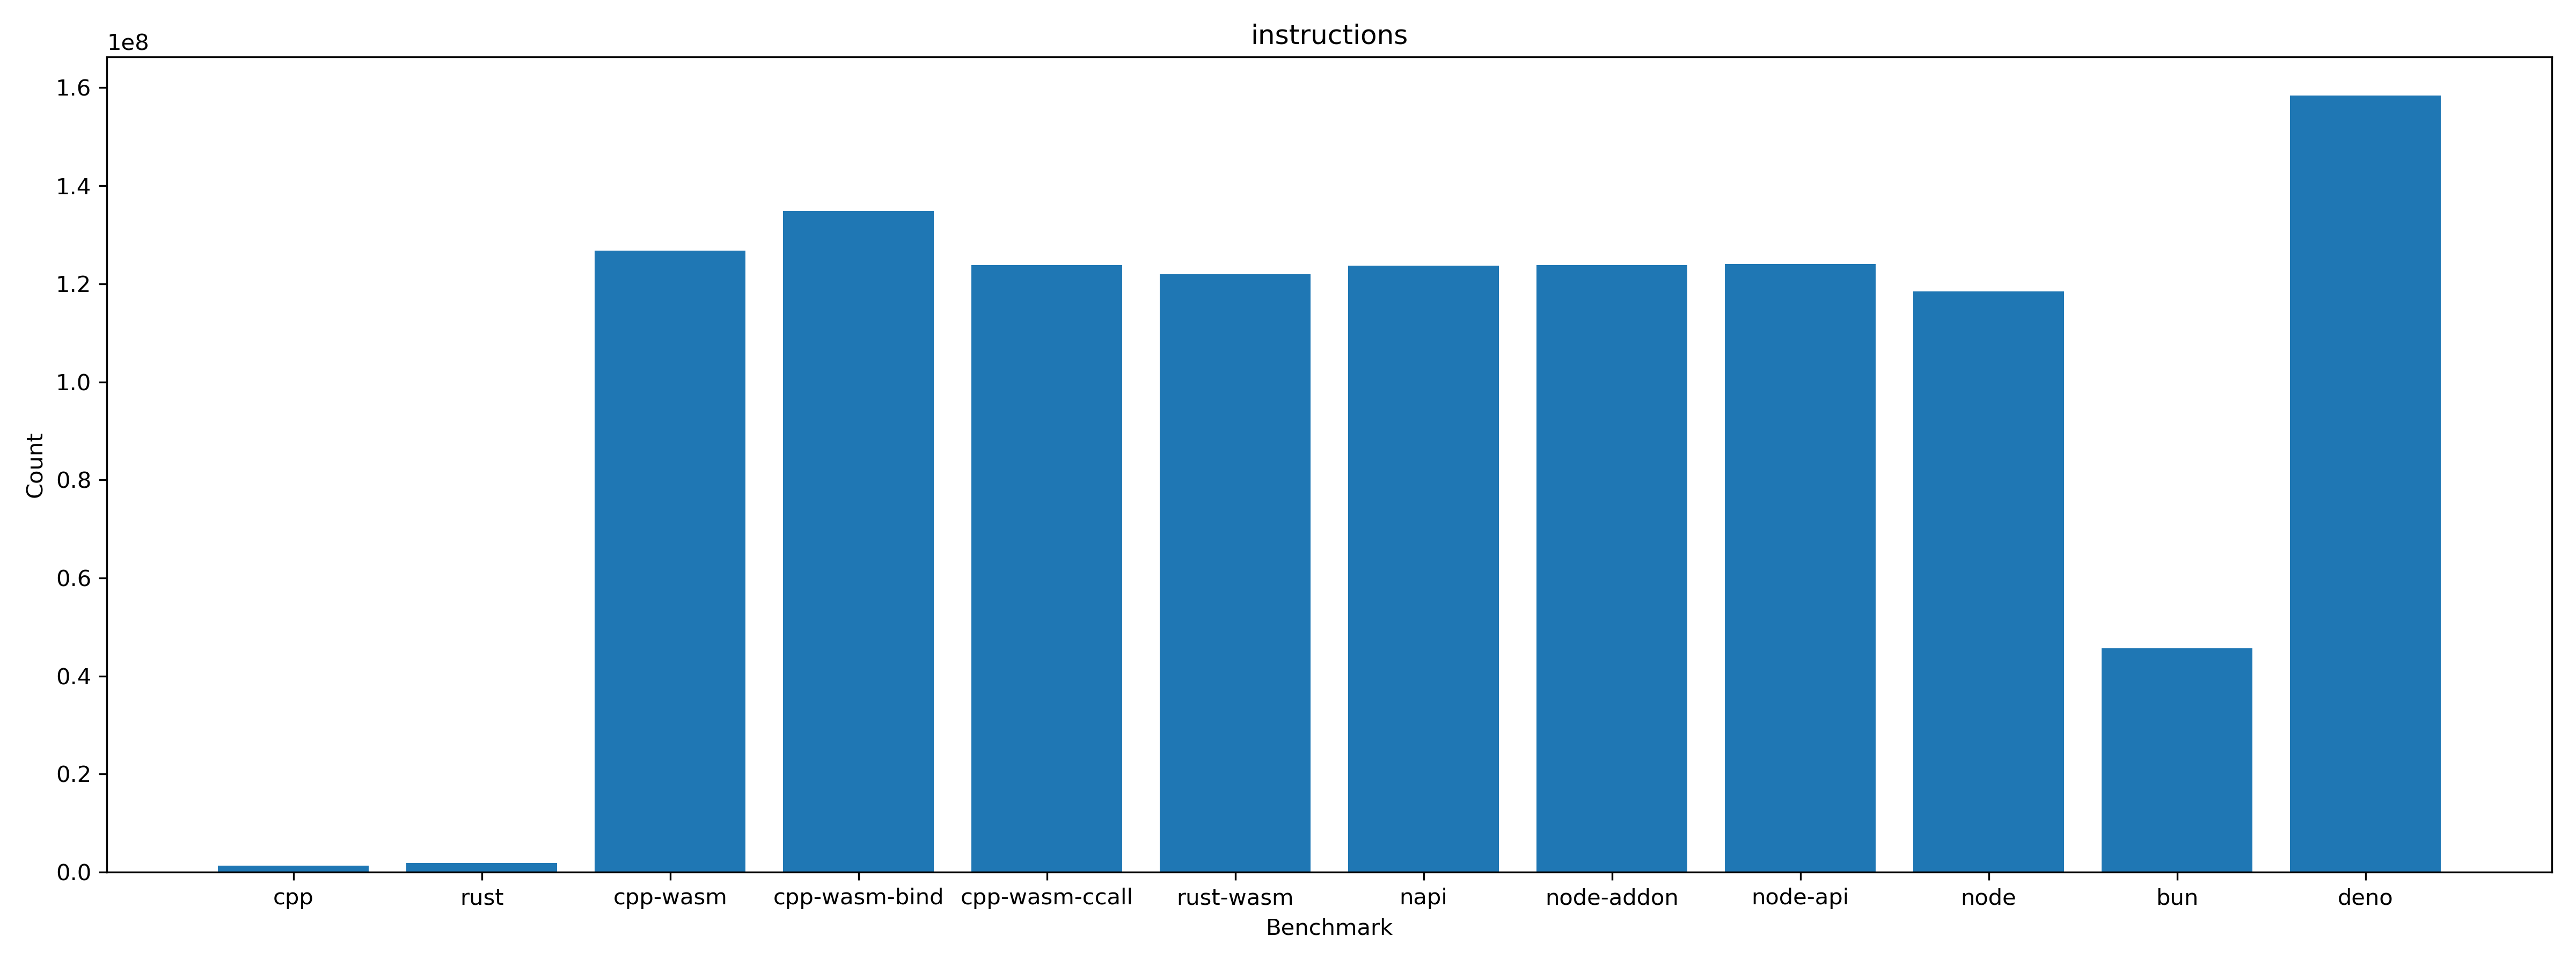 instructions
1e8
1.6
1.4
1.2
1.0
0.8
0.6
0.4
0.2
0.0
Count
cpp rust cpp-wasm cpp-wasm-bind cpp-wasm-ccall rust-wasm napi node-addon node-api node bun deno
Benchmark